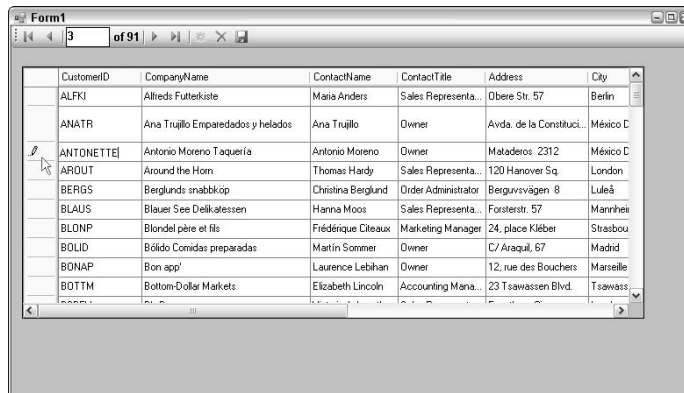 Form1
3 of 91
CustomerID CompanyName ContactName ContactTitle Address City
ALFKI Alfreds Futterkiste Maria Anders Sales Representa... Obere Str. 57 Berlin
ANATR Ana Trujillo Emparedados y helados Ana Trujillo Owner Avda. de la Constituci... México D
ANTONETTE Antonio Moreno Taquería Antonio Moreno Owner Mataderos 2312 México D
AROUT Around the Horn Thomas Hardy Sales Representa... 120 Hanover Sq. London
BERGS Berglunds snabbköp Christina Berglund Order Administrator Berguvsvägen 8 Luleå
BLAUS Blauer See Delikatessen Hanna Moos Sales Representa... Forsterstr. 57 Mannhei
BLONP Blondel père et fils Frédérique Citeaux Marketing Manager 24, place Kléber Strasbou
BOLID Bólido Comidas preparadas Martín Sommer Owner C/ Araquil, 67 Madrid
BONAP Bon app' Laurence Lebihan Owner 12, rue des Bouchers Marseille
BOTTM Bottom-Dollar Markets Elizabeth Lincoln Accounting Mana... 23 Tsawassen Blvd. Tsawass